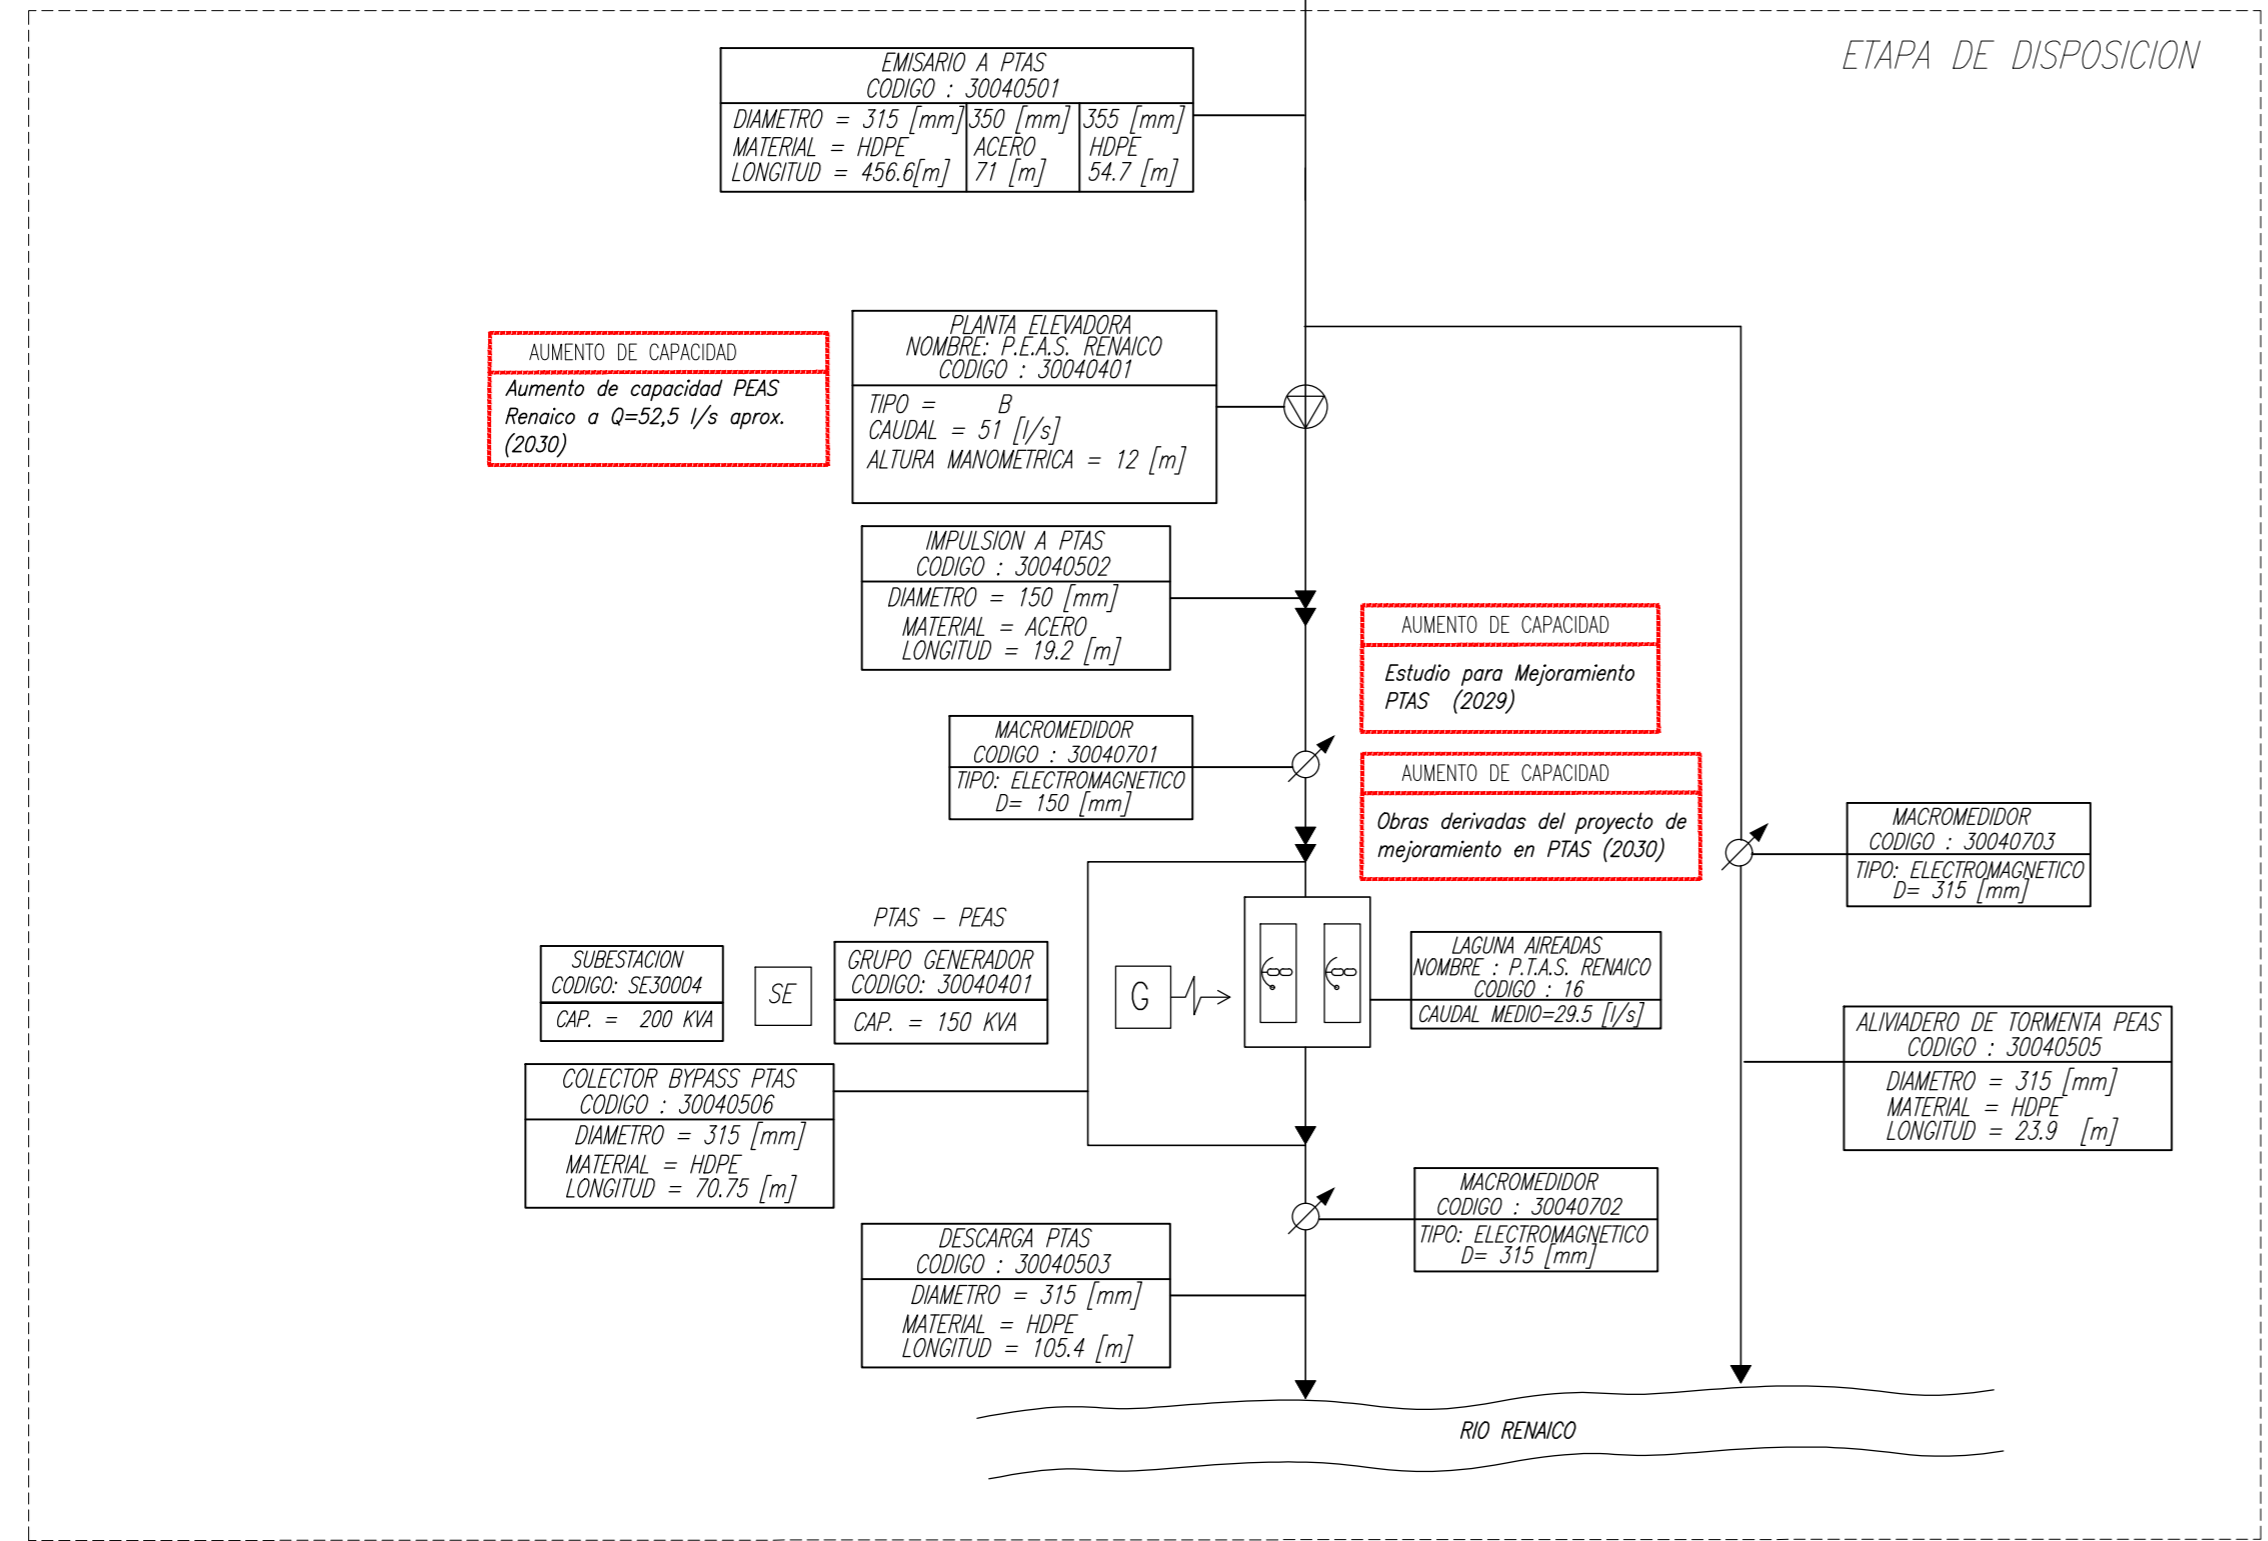 ETAPA DE DISPOSICION
EMISARIO A PTAS
CODIGO : 30040501
DIAMETRO = 315 [mm] 350 [mm] 355 [mm]
MATERIAL = HDPE ACERO HDPE
LONGITUD = 456.6[m] 71 [m] 54.7 [m]
AUMENTO DE CAPACIDAD
Aumento de capacidad PEAS
Renaico a Q=52,5 l/s aprox.
(2030)
PLANTA ELEVADORA
NOMBRE: P.E.A.S. RENAICO
CODIGO : 30040401
TIPO = B
CAUDAL = 51 [l/s]
ALTURA MANOMETRICA = 12 [m]
IMPULSION A PTAS
CODIGO : 30040502
DIAMETRO = 150 [mm]
MATERIAL = ACERO
LONGITUD = 19.2 [m]
AUMENTO DE CAPACIDAD
Estudio para Mejoramiento
PTAS (2029)
MACROMEDIDOR
CODIGO : 30040701
TIPO: ELECTROMAGNETICO
D= 150 [mm]
AUMENTO DE CAPACIDAD
Obras derivadas del proyecto de
mejoramiento en PTAS (2030)
MACROMEDIDOR
CODIGO : 30040703
TIPO: ELECTROMAGNETICO
D= 315 [mm]
PTAS - PEAS
SUBESTACION
CODIGO: SE30004
CAP. = 200 KVA
SE
GRUPO GENERADOR
CODIGO: 30040401
CAP. = 150 KVA
G
LAGUNA AIREADAS
NOMBRE : P.T.A.S. RENAICO
CODIGO : 16
CAUDAL MEDIO=29.5 [l/s]
ALIVIADERO DE TORMENTA PEAS
CODIGO : 30040505
DIAMETRO = 315 [mm]
MATERIAL = HDPE
LONGITUD = 23.9 [m]
COLECTOR BYPASS PTAS
CODIGO : 30040506
DIAMETRO = 315 [mm]
MATERIAL = HDPE
LONGITUD = 70.75 [m]
MACROMEDIDOR
CODIGO : 30040702
TIPO: ELECTROMAGNETICO
D= 315 [mm]
DESCARGA PTAS
CODIGO : 30040503
DIAMETRO = 315 [mm]
MATERIAL = HDPE
LONGITUD = 105.4 [m]
RIO RENAICO